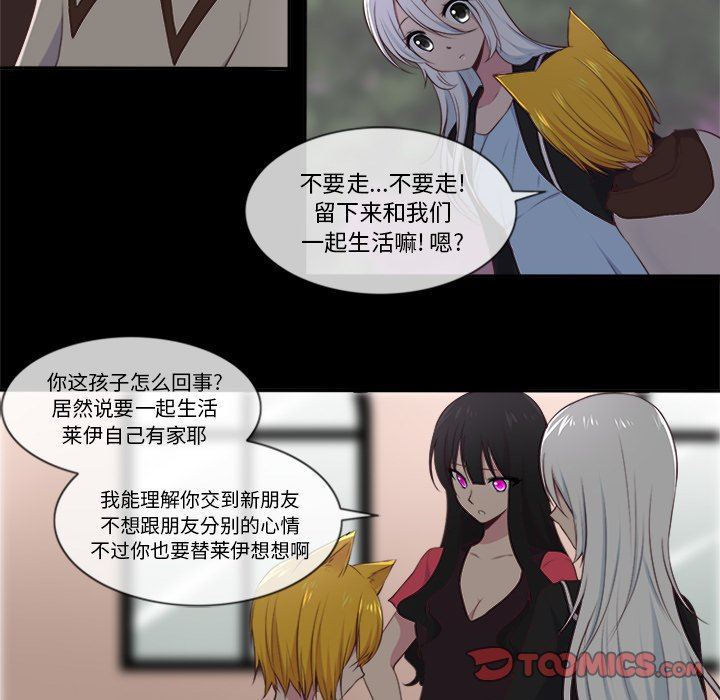 不要走...不要走!
留下来和我们
一起生活嘛! 嗯?
你这孩子怎么回事?
居然说要一起生活
莱伊自己有家耶
我能理解你交到新朋友
不想跟朋友分别的心情
不过你也要替莱伊想想啊
TOOMICS.COM